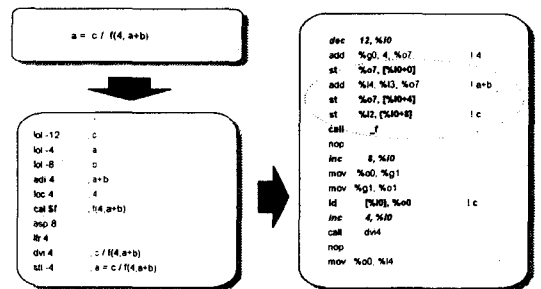 a = c / f(4, a+b)
lol -12 , c
lol -4 , a
lol -8 , b
adi 4 , a+b
loc 4 , 4
cal $f , f(4,a+b)
asp 8
lfr 4
dvi 4 , c / f(4,a+b)
stl -4 , a = c / f(4,a+b)
dec 12, %l0
add %g0, 4, %o7 ! 4
st %o7, [%l0+0]
add %l4, %l3, %o7 ! a+b
st %o7, [%l0+4]
st %l2, [%l0+8] ! c
call _f
nop
inc 8, %l0
mov %o0, %g1
mov %g1, %o1
ld [%l0], %o0 ! c
inc 4, %l0
call dvi4
nop
mov %o0, %l4